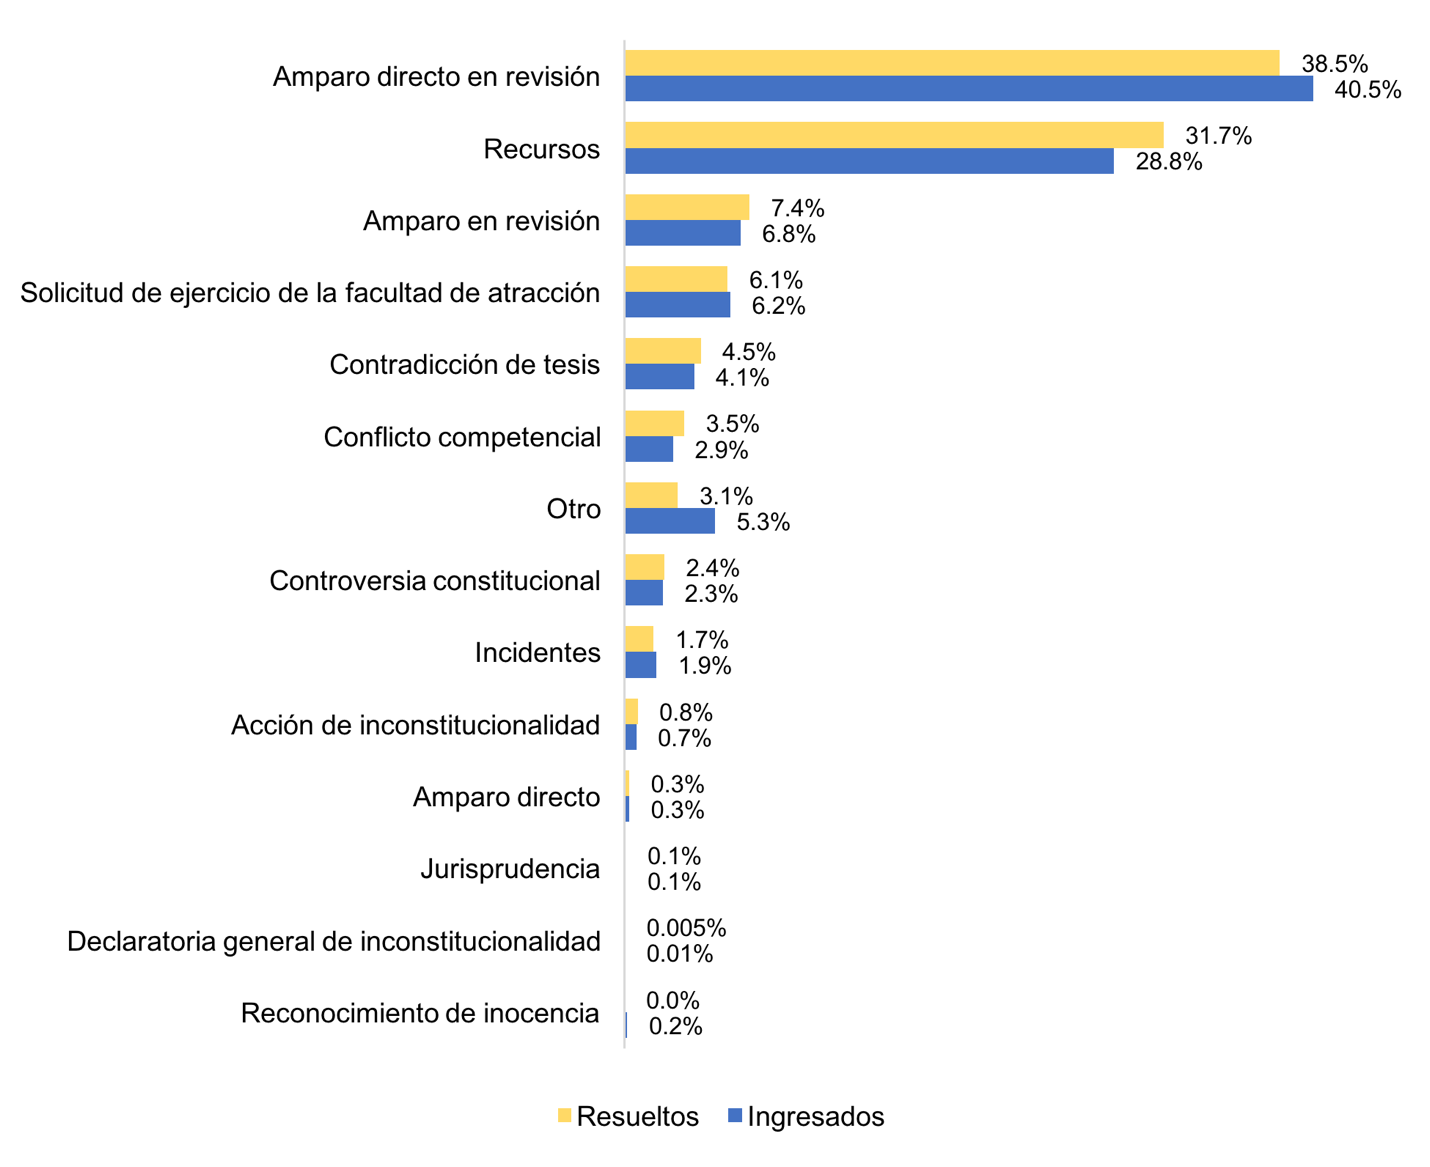 Amparo directo en revisión
38.5%
40.5%
Recursos
31.7%
28.8%
Amparo en revisión
7.4%
6.8%
Solicitud de ejercicio de la facultad de atracción
6.1%
6.2%
Contradicción de tesis
4.5%
4.1%
Conflicto competencial
3.5%
2.9%
Otro
3.1%
5.3%
Controversia constitucional
2.4%
2.3%
Incidentes
1.7%
1.9%
Acción de inconstitucionalidad
0.8%
0.7%
Amparo directo
0.3%
0.3%
Jurisprudencia
0.1%
0.1%
Declaratoria general de inconstitucionalidad
0.005%
0.01%
Reconocimiento de inocencia
0.0%
0.2%
Resueltos
Ingresados